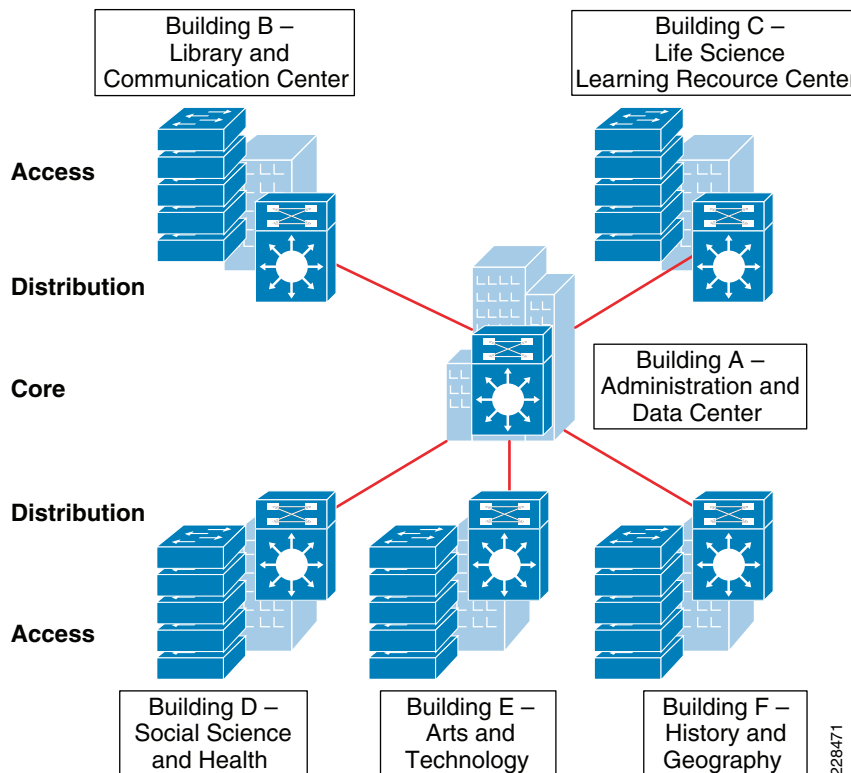 Building B –
Library and
Communication Center
Building C –
Life Science
Learning Recource Center
Access
Distribution
Core
Building A –
Administration and
Data Center
Distribution
Access
Building D –
Social Science
and Health
Building E –
Arts and
Technology
Building F –
History and
Geography
228471